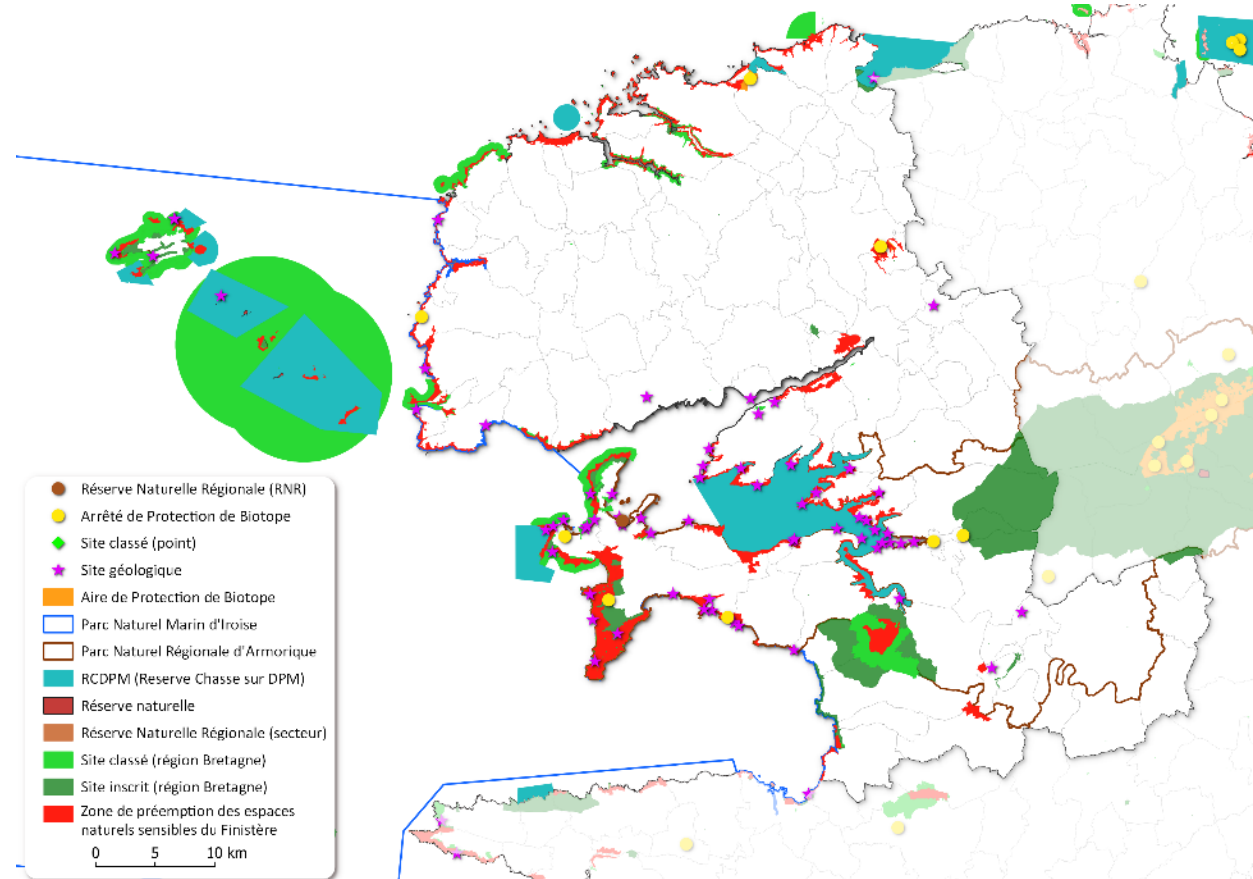 Réserve Naturelle Régionale (RNR)
Arrêté de Protection de Biotope
Site classé (point)
Site géologique
Aire de Protection de Biotope
Parc Naturel Marin d'Iroise
Parc Naturel Régionale d'Armorique
RCDPM (Reserve Chasse sur DPM)
Réserve naturelle
Réserve Naturelle Régionale (secteur)
Site classé (région Bretagne)
Site inscrit (région Bretagne)
Zone de préemption des espaces
naturels sensibles du Finistère
0 5 10 km